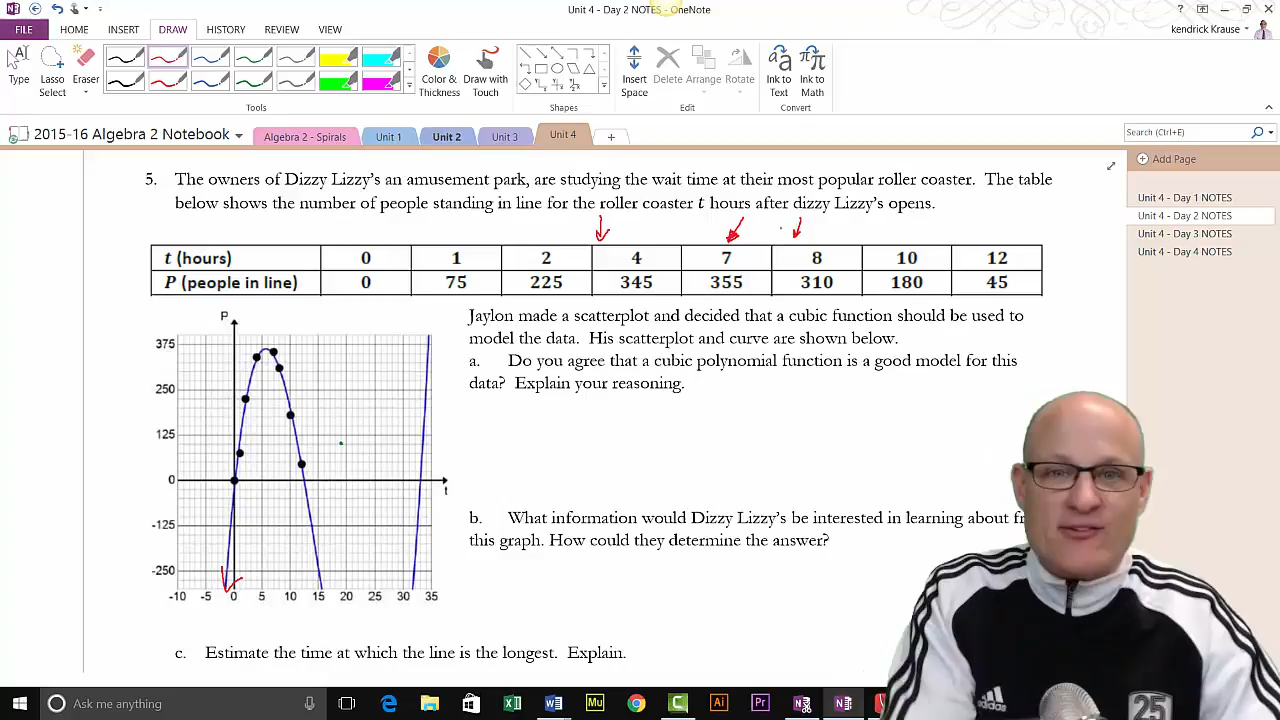 Unit 4 - Day 2 NOTES - OneNote
FILE HOME INSERT DRAW HISTORY REVIEW VIEW
kendrick Krause
Type Lasso Select Eraser Color & Thickness Draw with Touch Insert Space Delete Arrange Rotate Ink to Text Ink to Math
Tools Shapes Edit Convert
2015-16 Algebra 2 Notebook Algebra 2 - Spirals Unit 1 Unit 2 Unit 3 Unit 4 Search (Ctrl+E)
Add Page
Unit 4 - Day 1 NOTES
Unit 4 - Day 2 NOTES
Unit 4 - Day 3 NOTES
Unit 4 - Day 4 NOTES
5. The owners of Dizzy Lizzy's an amusement park, are studying the wait time at their most popular roller coaster. The table
below shows the number of people standing in line for the roller coaster t hours after dizzy Lizzy's opens.
t (hours) 0 1 2 4 7 8 10 12
P (people in line) 0 75 225 345 355 310 180 45
Jaylon made a scatterplot and decided that a cubic function should be used to
model the data. His scatterplot and curve are shown below.
a. Do you agree that a cubic polynomial function is a good model for this
data? Explain your reasoning.
P
375
250
125
0
-125
-250
t
-10 -5 0 5 10 15 20 25 30 35
b. What information would Dizzy Lizzy's be interested in learning about
this graph. How could they determine the answer?
c. Estimate the time at which the line is the longest. Explain.
25
adidas
Ask me anything
Mu Ai Pr